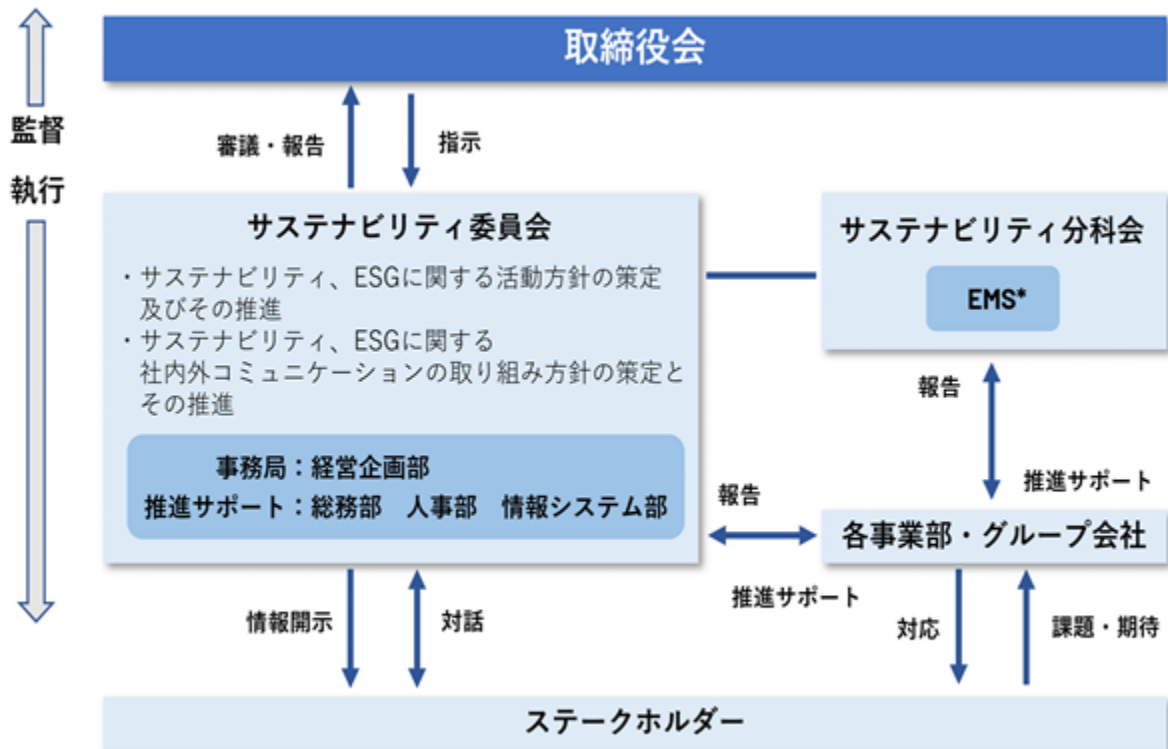 取締役会
監督
執行
審議・報告
指示
サステナビリティ委員会
・サステナビリティ、ESGに関する活動方針の策定
及びその推進
・サステナビリティ、ESGに関する
社内外コミュニケーションの取り組み方針の策定と
その推進
事務局：経営企画部
推進サポート：総務部　人事部　情報システム部
サステナビリティ分科会
EMS*
報告
推進サポート
報告
推進サポート
各事業部・グループ会社
情報開示
対話
対応
課題・期待
ステークホルダー